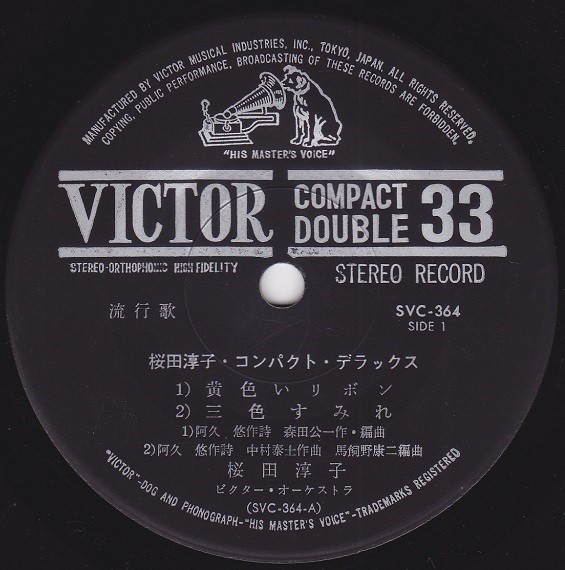 MANUFACTURED BY VICTOR MUSICAL INDUSTRIES, INC., TOKYO, JAPAN. ALL RIGHTS RESERVED.
COPYING, PUBLIC PERFORMANCE, BROADCASTING OF THESE RECORDS ARE FORBIDDEN.
"HIS MASTER'S VOICE"
VICTOR
COMPACT
DOUBLE 33
STEREO-ORTHOPHONIC HIGH FIDELITY
STEREO RECORD
流行歌
SVC-364
SIDE 1
桜田淳子・コンパクト・デラックス
1) 黄色いリボン
2) 三色すみれ
1)阿久 悠作詩 森田公一作・編曲
2)阿久 悠作詩 中村泰士作曲 馬飼野康二編曲
桜田淳子
ビクター・オーケストラ
(SVC-364-A)
"VICTOR"-DOG AND PHONOGRAPH-"HIS MASTER'S VOICE"-TRADEMARKS REGISTERED